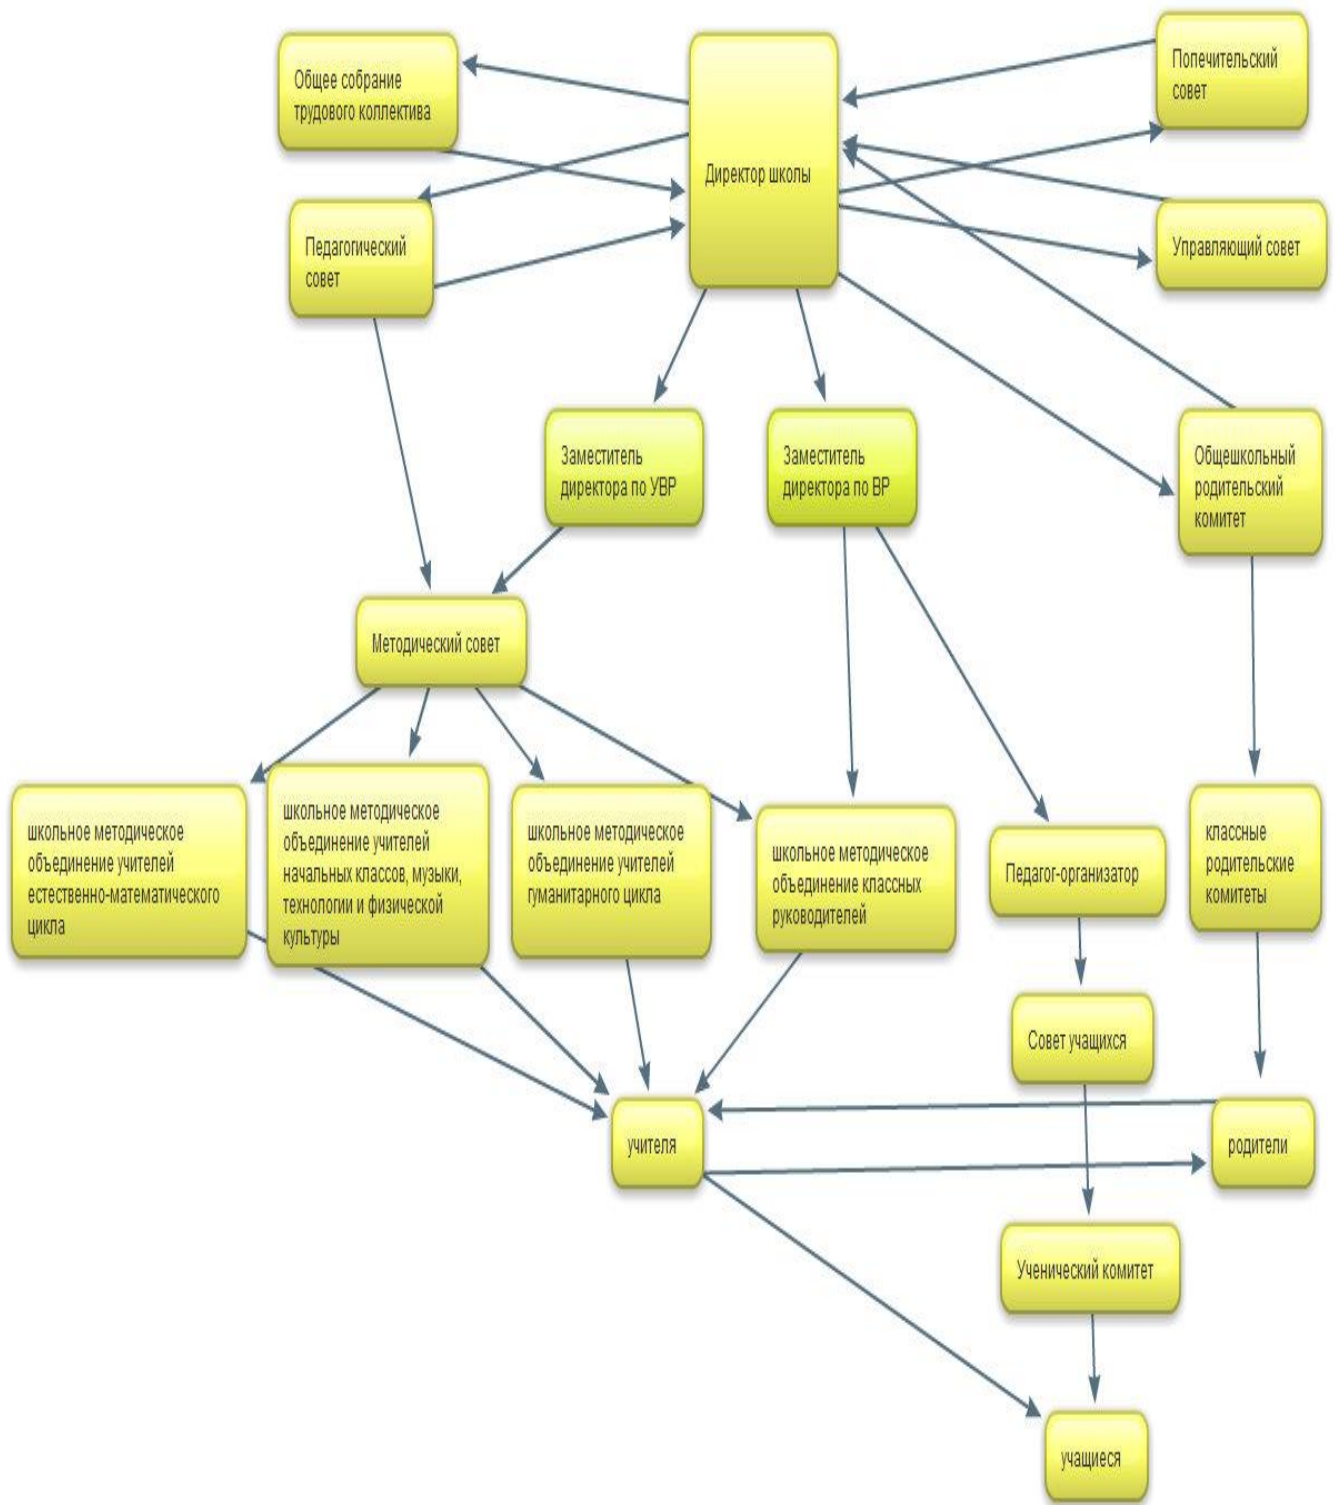 Общее собрание
трудового коллектива
Директор школы
Попечительский
совет
Педагогический
совет
Управляющий совет
Заместитель
директора по УВР
Заместитель
директора по ВР
Общешкольный
родительский
комитет
Методический совет
школьное методическое
объединение учителей
естественно-математического
цикла
школьное методическое
объединение учителей
начальных классов, музыки,
технологии и физической
культуры
школьное методическое
объединение учителей
гуманитарного цикла
школьное методическое
объединение классных
руководителей
Педагог-организатор
классные
родительские
комитеты
Совет учащихся
учителя
родители
Ученический комитет
учащиеся